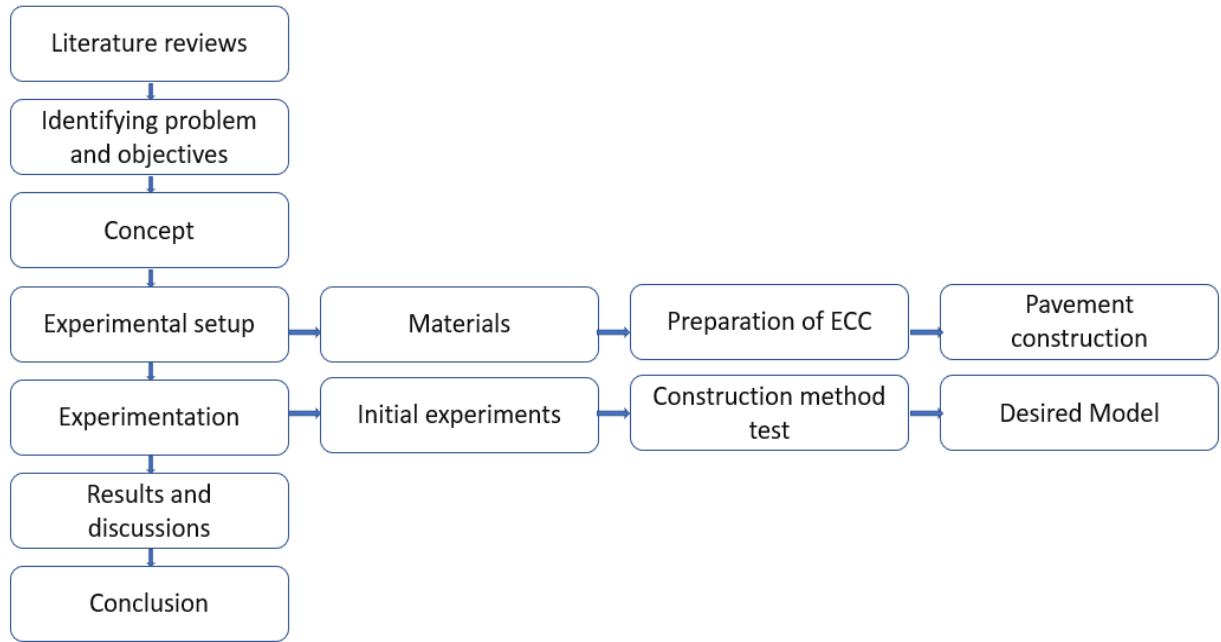 Literature reviews
Identifying problem
and objectives
Concept
Experimental setup
Materials
Preparation of ECC
Pavement
construction
Experimentation
Initial experiments
Construction method
test
Desired Model
Results and
discussions
Conclusion